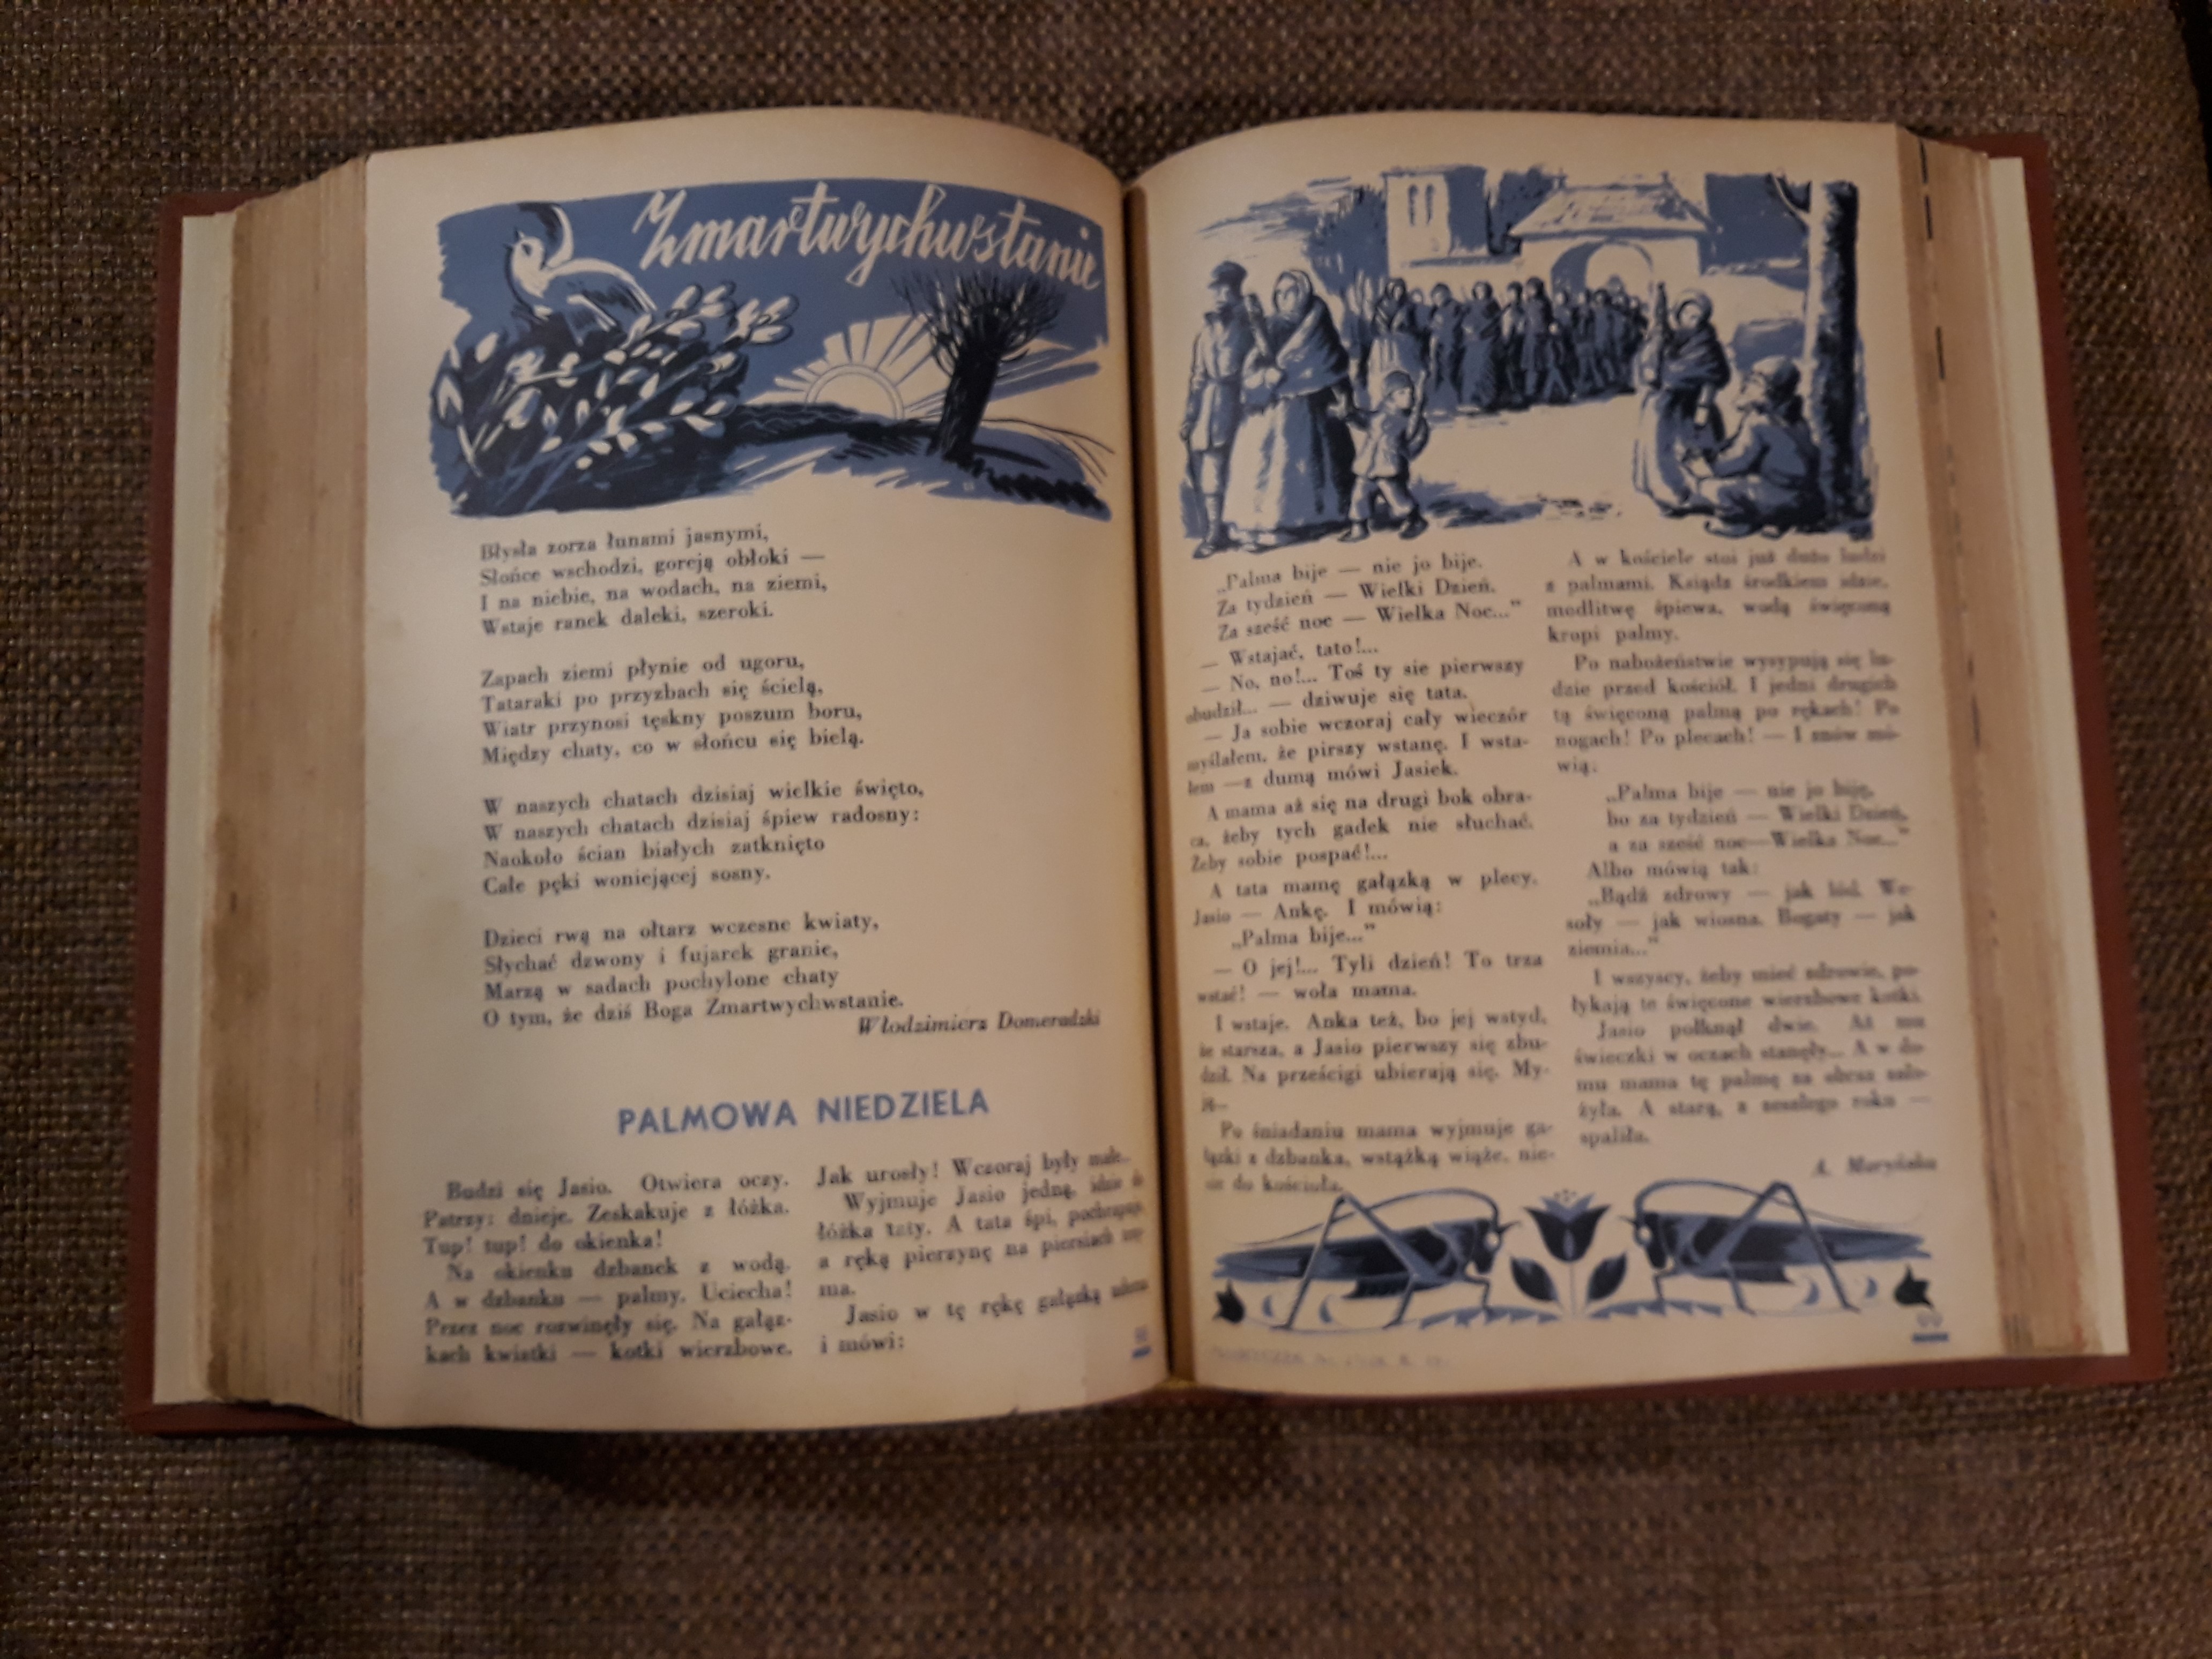 Zmartwychwstanie
Błysła zorza łunami jasnymi,
Słońce wschodzi, goreją obłoki —
I na niebie, na wodach, na ziemi,
Wstaje ranek daleki, szeroki.
Zapach ziemi płynie od ugoru,
Tataraki po przyzbach się ścielą,
Wiatr przynosi tęskny poszum boru,
Między chaty, co w słońcu się bielą.
W naszych chatach dzisiaj wielkie święto,
W naszych chatach dzisiaj śpiew radosny:
Naokoło ścian białych zatknięto
Całe pęki woniejącej sosny.
Dzieci rwą na ołtarz wczesne kwiaty,
Słychać dzwony i fujarek granie,
Marzą w sadach pochylone chaty
O tym, że dziś Boga Zmartwychwstanie.
Włodzimierz Domeradzki
PALMOWA NIEDZIELA
Budzi się Jasio. Otwiera oczy.
Patrzy: dnieje. Zeskakuje z łóżka.
Tup! tup! do okienka!
Na okienku dzbanek z wodą.
A w dzbanku — palmy. Uciecha!
Przez noc rozwinęły się. Na gałąz-
kach kwiatki — kotki wierzbowe.
Jak urosły! Wczoraj były małe..
Wyjmuje Jasio jedną, idzie do
łóżka taty. A tata śpi, pochrapuje,
a ręką pierzynę na piersiach trzy-
ma.
Jasio w tę rękę gałązką
i mówi:
„Palma bije — nie jo bije.
Za tydzień — Wielki Dzień.
Za sześć noc — Wielka Noc..."
— Wstajać, tato!...
— No, no!... Toś ty sie pierwszy
obudził... — dziwuje się tata.
— Ja sobie wczoraj cały wieczór
myślałem, że pirszy wstanę. I wsta-
łem —z dumą mówi Jasiek.
A mama aż się na drugi bok obra-
ca, żeby tych gadek nie słuchać.
Żeby sobie pospać!...
A tata mamę gałązką w plecy.
Jasio — Ankę. I mówią:
„Palma bije..."
— O jej!... Tyli dzień! To trza
wstać! — woła mama.
I wstaje. Anka też, bo jej wstyd,
że starsza, a Jasio pierwszy się zbu-
dził. Na prześcigi ubierają się. My-
ją...
Po śniadaniu mama wyjmuje ga-
łązki z dzbanka, wstążką wiąże, nie-
sie do kościoła.
A w kościele stoi już dużo ludzi
z palmami. Ksiądz środkiem idzie,
modlitwę śpiewa, wodą święconą
kropi palmy.
Po nabożeństwie wysypują się lu-
dzie przed kościół. I jedni drugich
tą święconą palmą po rękach! Po
nogach! Po plecach! — I znów mó-
wią:
„Palma bije — nie jo biję,
bo za tydzień — Wielki Dzień,
a za sześć noc—Wielka Noc..."
Albo mówią tak:
„Bądź zdrowy — jak lód. We-
soły — jak wiosna. Bogaty — jak
ziemia..."
I wszyscy, żeby mieć zdrowie, po-
łykają te święcone wierzbowe kotki.
Jasio połknął dwie. Aż mu
świeczki w oczach stanęły... A w do-
mu mama tę palmę za obraz zało-
żyła. A starą, z zeszłego roku —
spaliła.